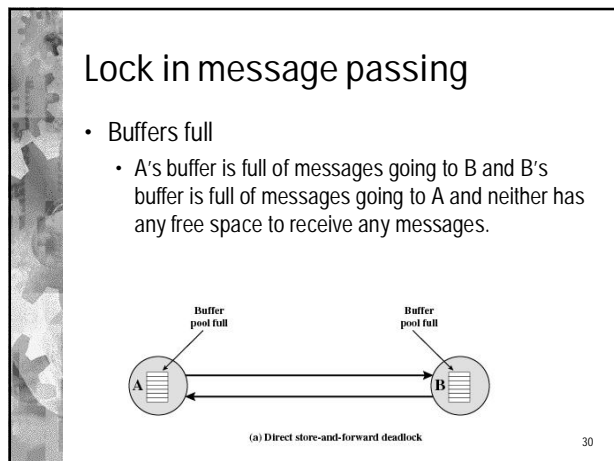 Lock in message passing
• Buffers full
• A's buffer is full of messages going to B and B's
buffer is full of messages going to A and neither has
any free space to receive any messages.
Buffer
pool full
Buffer
pool full
A
B
(a) Direct store-and-forward deadlock
30